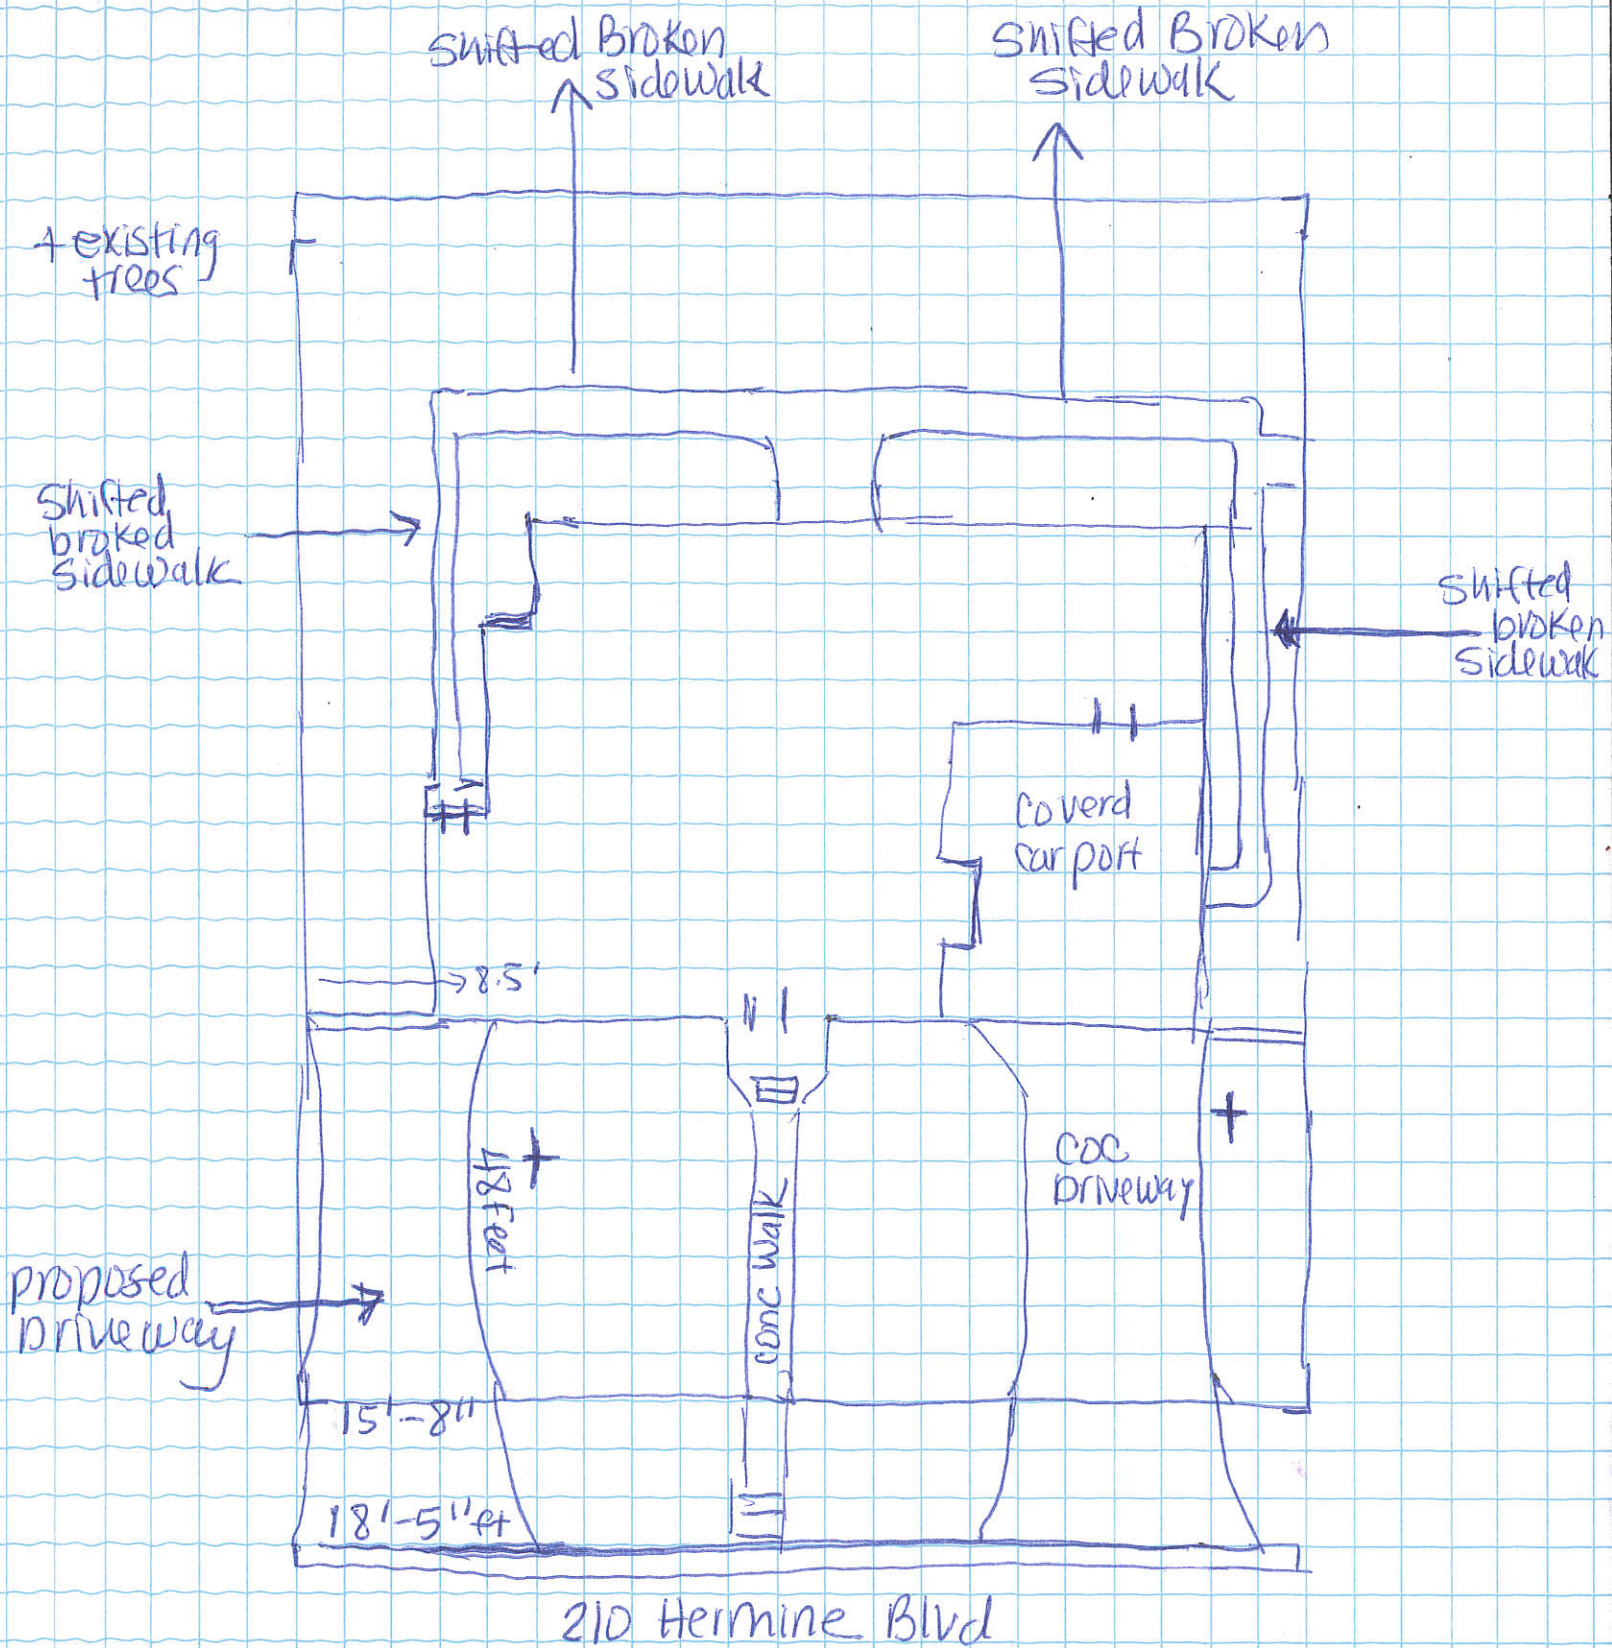 Shifted Broken
Sidewalk
Shifted Broken
Sidewalk
+ existing
trees
Shifted
broked
Sidewalk
Shifted
broken
Sidewak
coverd
carport
8.5'
48 feet
conc walk
COC
Driveway
proposed
Driveway
15'-8"
18'-5" ft
210 Hermine Blvd